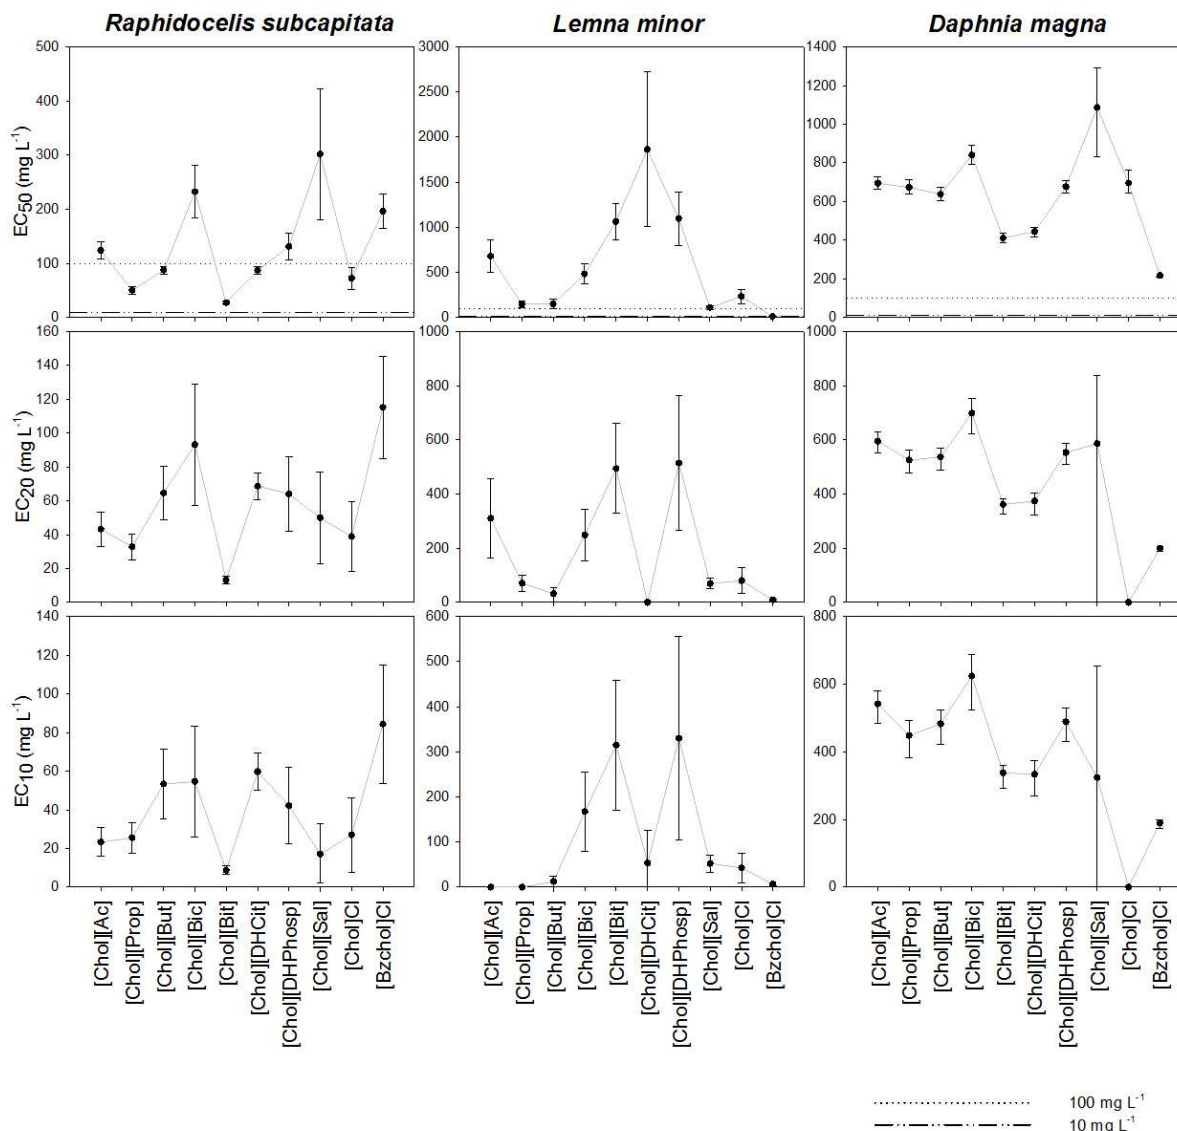 Raphidocelis subcapitata
Lemna minor
Daphnia magna
EC50 (mg L-1)
500
400
300
200
100
0
3000
2500
2000
1500
1000
500
0
1400
1200
1000
800
600
400
200
0
EC20 (mg L-1)
160
140
120
100
80
60
40
20
0
1000
800
600
400
200
0
1000
800
600
400
200
0
EC10 (mg L-1)
140
120
100
80
60
40
20
0
600
500
400
300
200
100
0
800
600
400
200
0
[Chol][Ac]
[Chol][Prop]
[Chol][But]
[Chol][Bic]
[Chol][Bit]
[Chol][DHCit]
[Chol][DHPhosp]
[Chol][Sal]
[Chol]Cl
[Bzchol]Cl
[Chol][Ac]
[Chol][Prop]
[Chol][But]
[Chol][Bic]
[Chol][Bit]
[Chol][DHCit]
[Chol][DHPhosp]
[Chol][Sal]
[Chol]Cl
[Bzchol]Cl
[Chol][Ac]
[Chol][Prop]
[Chol][But]
[Chol][Bic]
[Chol][Bit]
[Chol][DHCit]
[Chol][DHPhosp]
[Chol][Sal]
[Chol]Cl
[Bzchol]Cl
100 mg L-1
10 mg L-1